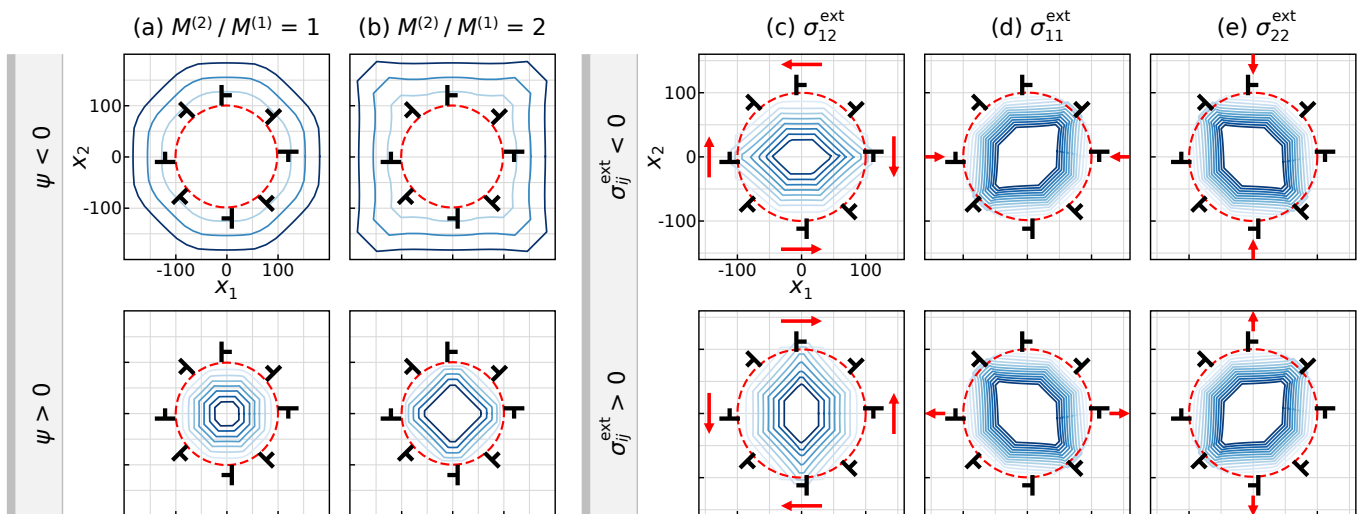 (a) M⁽²⁾ / M⁽¹⁾ = 1
(b) M⁽²⁾ / M⁽¹⁾ = 2
(c) σ₁₂ᵉˣᵗ
(d) σ₁₁ᵉˣᵗ
(e) σ₂₂ᵉˣᵗ
ψ < 0
x₂
100
0
-100
-100 0 100
x₁
σᵢⱼᵉˣᵗ < 0
x₂
100
0
-100
-100 0 100
x₁
ψ > 0
σᵢⱼᵉˣᵗ > 0